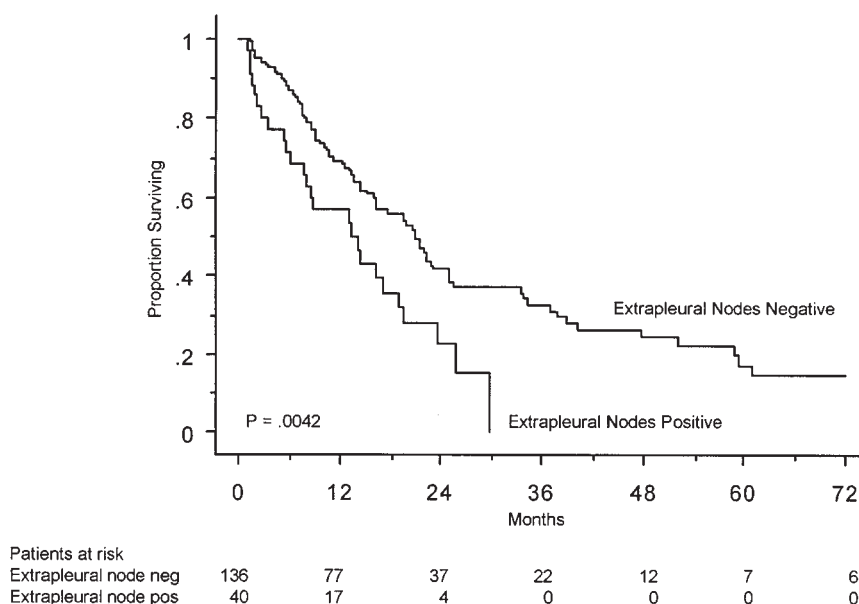 1
.8
.6
.4
.2
0
Proportion Surviving
Extrapleural Nodes Negative
Extrapleural Nodes Positive
P = .0042
0 12 24 36 48 60 72
Months
Patients at risk
Extrapleural node neg 136 77 37 22 12 7 6
Extrapleural node pos 40 17 4 0 0 0 0